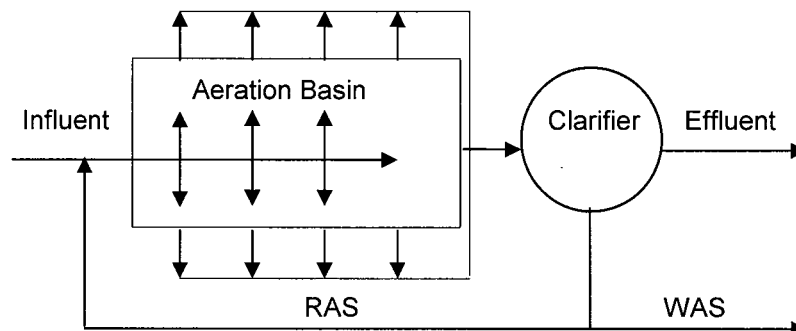 Aeration Basin
Influent
Clarifier
Effluent
RAS
WAS